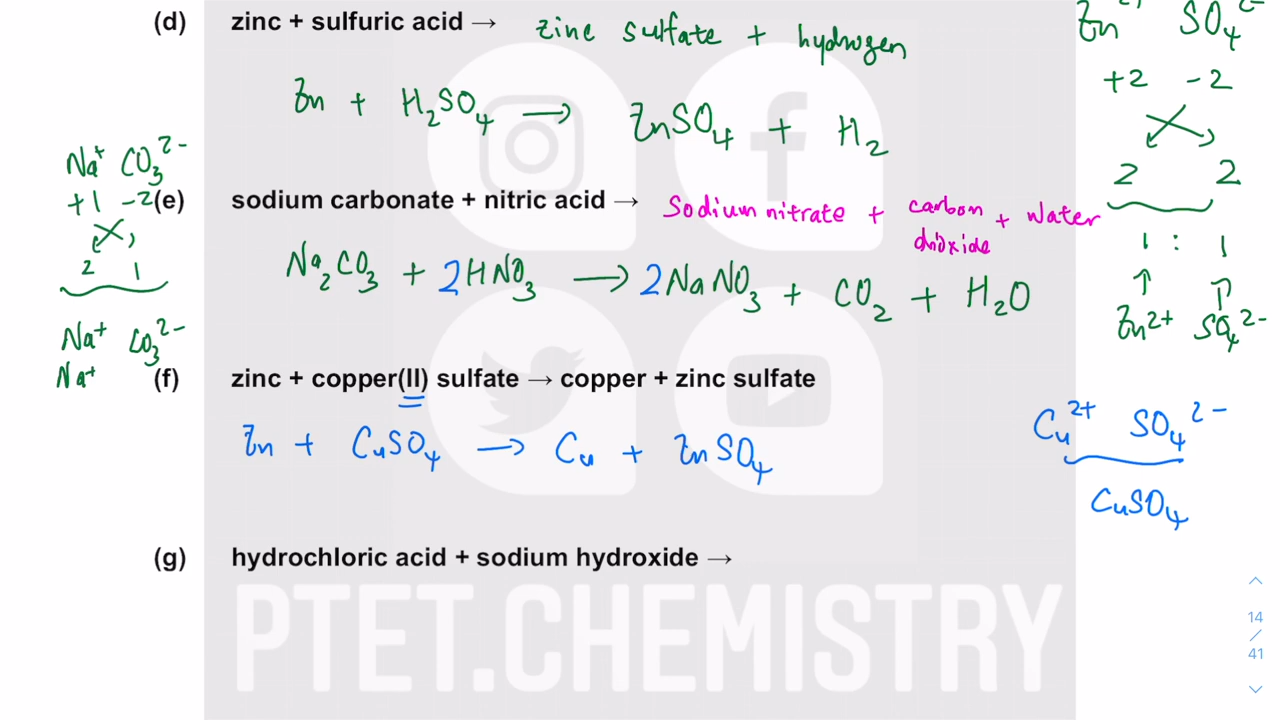 (d) zinc + sulfuric acid → zinc sulfate + hydrogen
Zn + H₂SO₄ → ZnSO₄ + H₂
Zn²⁺ SO₄²⁻
+2 -2
2 2
1 : 1
Zn²⁺ SO₄²⁻
Na⁺ CO₃²⁻
+1 -2
2 1
Na⁺ CO₃²⁻
Na⁺
(e) sodium carbonate + nitric acid → Sodium nitrate + carbon dioxide + water
Na₂CO₃ + 2HNO₃ → 2NaNO₃ + CO₂ + H₂O
(f) zinc + copper(II) sulfate → copper + zinc sulfate
Zn + CuSO₄ → Cu + ZnSO₄
Cu²⁺ SO₄²⁻
CuSO₄
(g) hydrochloric acid + sodium hydroxide →
PTET.CHEMISTRY
14
/
41